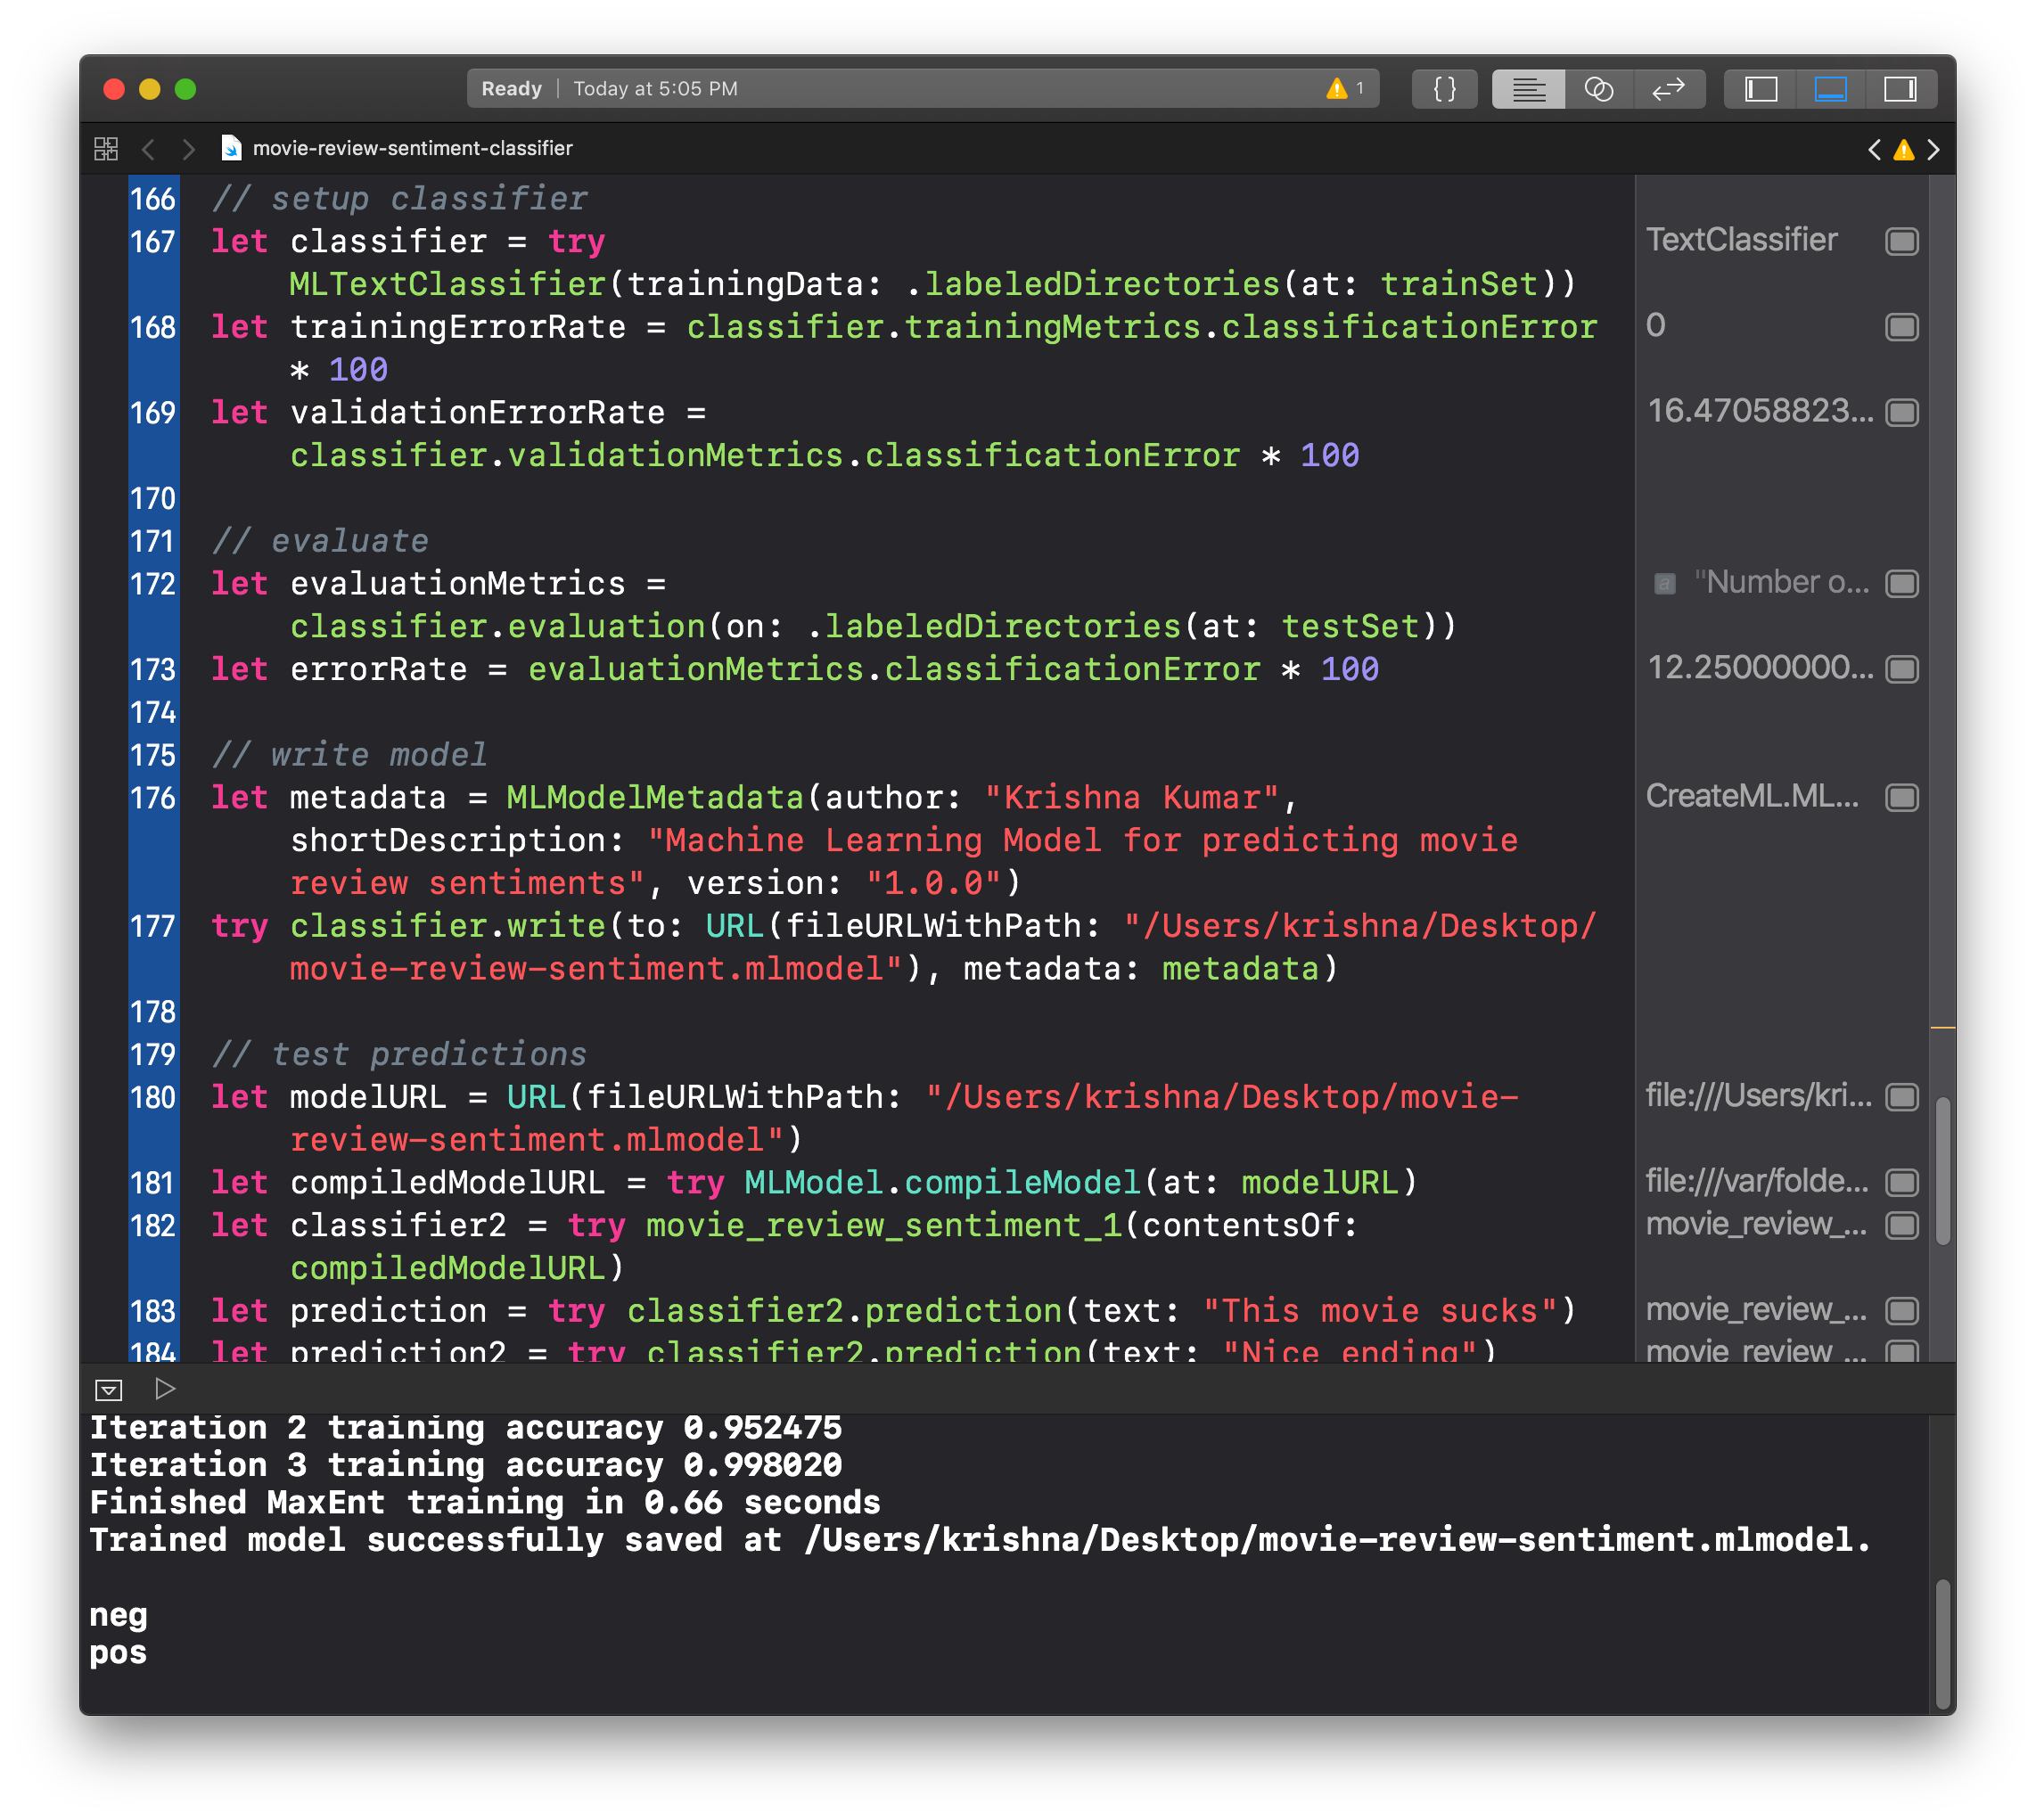 Ready | Today at 5:05 PM 1
{}
movie-review-sentiment-classifier
166 // setup classifier
167 let classifier = try TextClassifier
MLTextClassifier(trainingData: .labeledDirectories(at: trainSet))
168 let trainingErrorRate = classifier.trainingMetrics.classificationError 0
* 100
169 let validationErrorRate = 16.47058823...
classifier.validationMetrics.classificationError * 100
170
171 // evaluate
172 let evaluationMetrics = a "Number o...
classifier.evaluation(on: .labeledDirectories(at: testSet))
173 let errorRate = evaluationMetrics.classificationError * 100 12.25000000...
174
175 // write model
176 let metadata = MLModelMetadata(author: "Krishna Kumar", CreateML.ML...
shortDescription: "Machine Learning Model for predicting movie
review sentiments", version: "1.0.0")
177 try classifier.write(to: URL(fileURLWithPath: "/Users/krishna/Desktop/
movie-review-sentiment.mlmodel"), metadata: metadata)
178
179 // test predictions
180 let modelURL = URL(fileURLWithPath: "/Users/krishna/Desktop/movie- file:///Users/kri...
review-sentiment.mlmodel")
181 let compiledModelURL = try MLModel.compileModel(at: modelURL) file:///var/folde...
182 let classifier2 = try movie_review_sentiment_1(contentsOf: movie_review_...
compiledModelURL)
183 let prediction = try classifier2.prediction(text: "This movie sucks") movie_review_...
184 let prediction2 = try classifier2.prediction(text: "Nice ending") movie_review_...
Iteration 2 training accuracy 0.952475
Iteration 3 training accuracy 0.998020
Finished MaxEnt training in 0.66 seconds
Trained model successfully saved at /Users/krishna/Desktop/movie-review-sentiment.mlmodel.
neg
pos